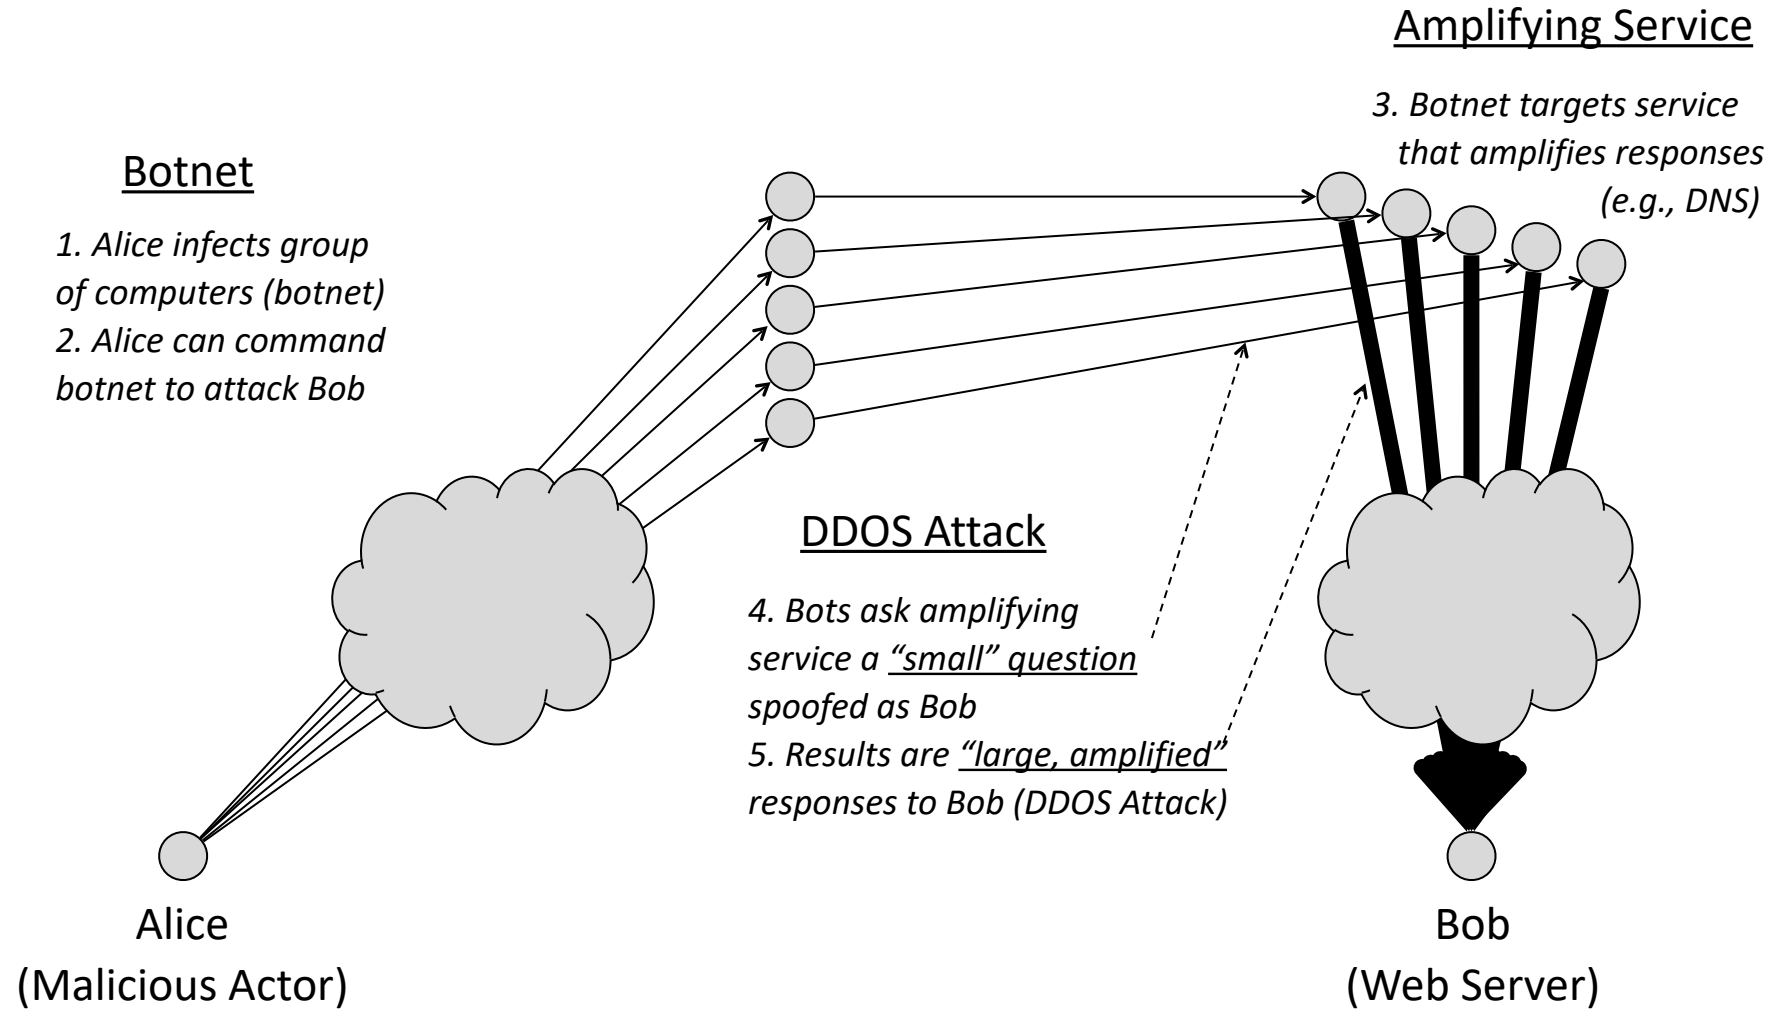 Amplifying Service
3. Botnet targets service
that amplifies responses
(e.g., DNS)
Botnet
1. Alice infects group
of computers (botnet)
2. Alice can command
botnet to attack Bob
DDOS Attack
4. Bots ask amplifying
service a “small” question
spoofed as Bob
5. Results are “large, amplified”
responses to Bob (DDOS Attack)
Alice
(Malicious Actor)
Bob
(Web Server)